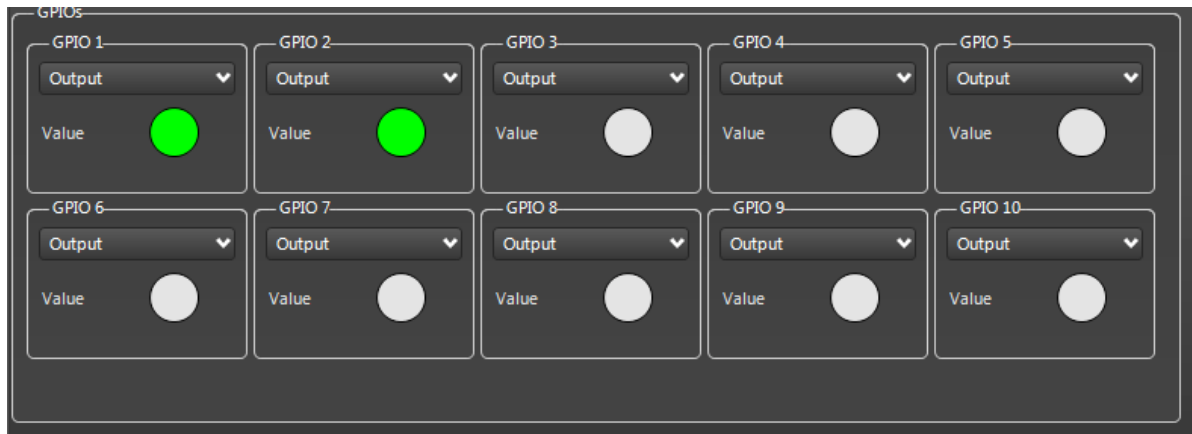 GPIOs
GPIO 1 GPIO 2 GPIO 3 GPIO 4 GPIO 5
Output Output Output Output Output
Value Value Value Value Value
GPIO 6 GPIO 7 GPIO 8 GPIO 9 GPIO 10
Output Output Output Output Output
Value Value Value Value Value